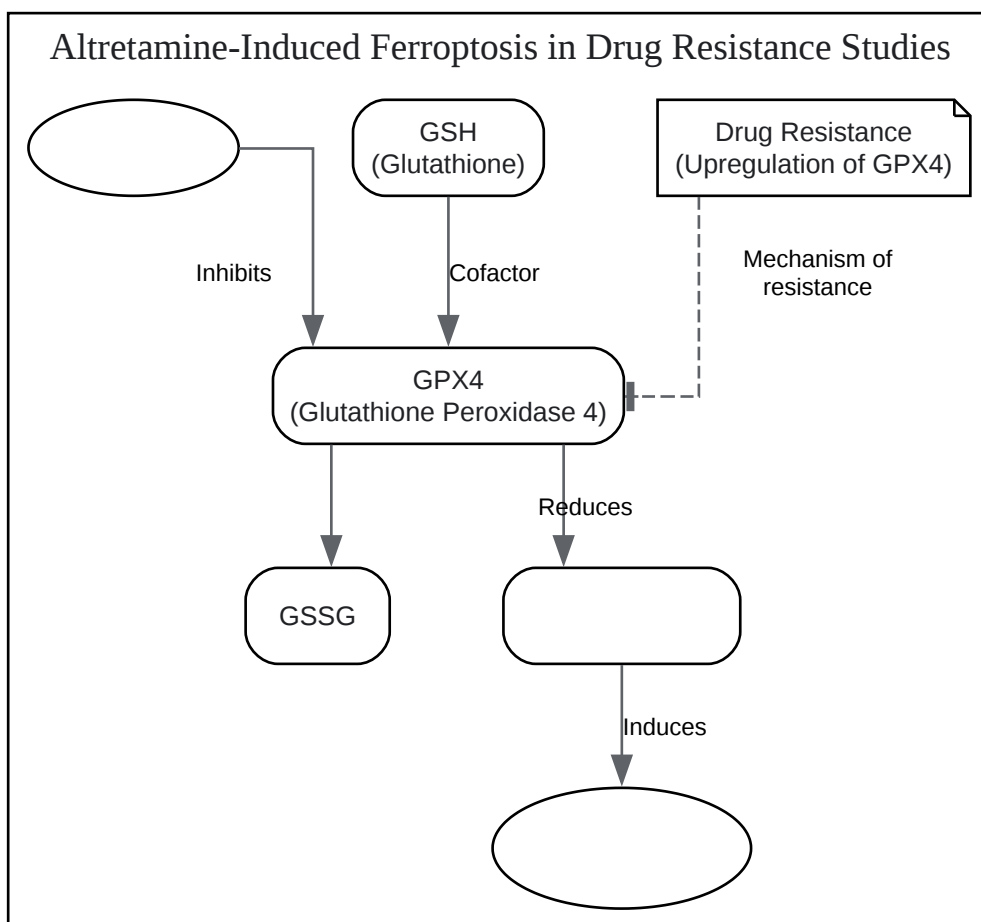 Altretamine-Induced Ferroptosis in Drug Resistance Studies
GSH
(Glutathione)
Drug Resistance
(Upregulation of GPX4)
Inhibits
Cofactor
Mechanism of
resistance
GPX4
(Glutathione Peroxidase 4)
Reduces
GSSG
Induces